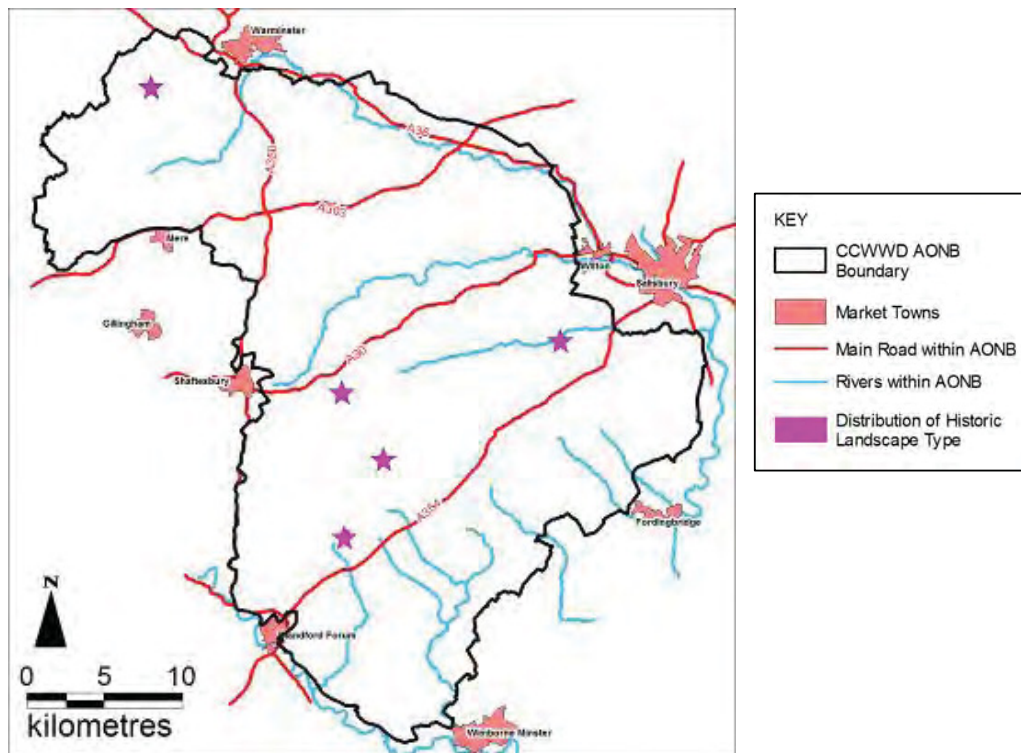 Warminster
A36
A350
A303
Mere
Wilton
Salisbury
Gillingham
A30
Shaftesbury
A354
Fordingbridge
Blandford Forum
Wimborne Minster
N
0 5 10
kilometres
KEY
CCWWD AONB
Boundary
Market Towns
Main Road within AONB
Rivers within AONB
Distribution of Historic
Landscape Type